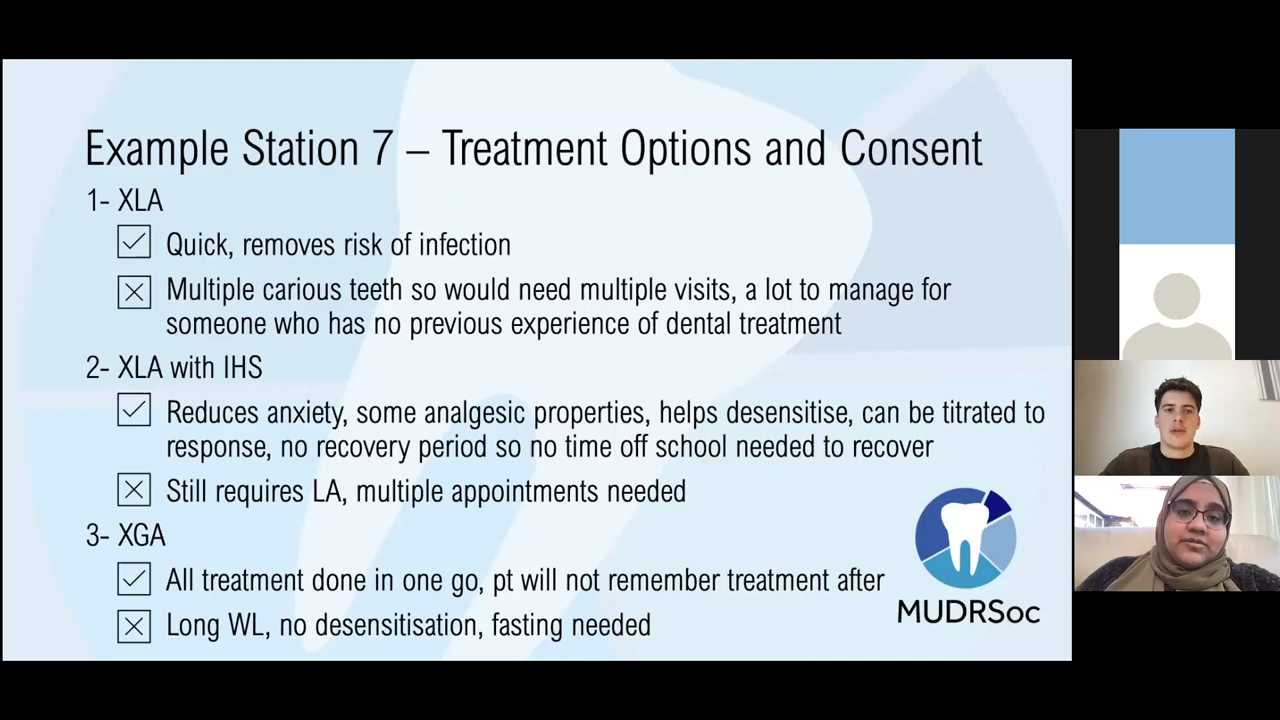 Example Station 7 – Treatment Options and Consent
1- XLA
Quick, removes risk of infection
Multiple carious teeth so would need multiple visits, a lot to manage for
someone who has no previous experience of dental treatment
2- XLA with IHS
Reduces anxiety, some analgesic properties, helps desensitise, can be titrated to
response, no recovery period so no time off school needed to recover
Still requires LA, multiple appointments needed
3- XGA
All treatment done in one go, pt will not remember treatment after
Long WL, no desensitisation, fasting needed
MUDRSoc